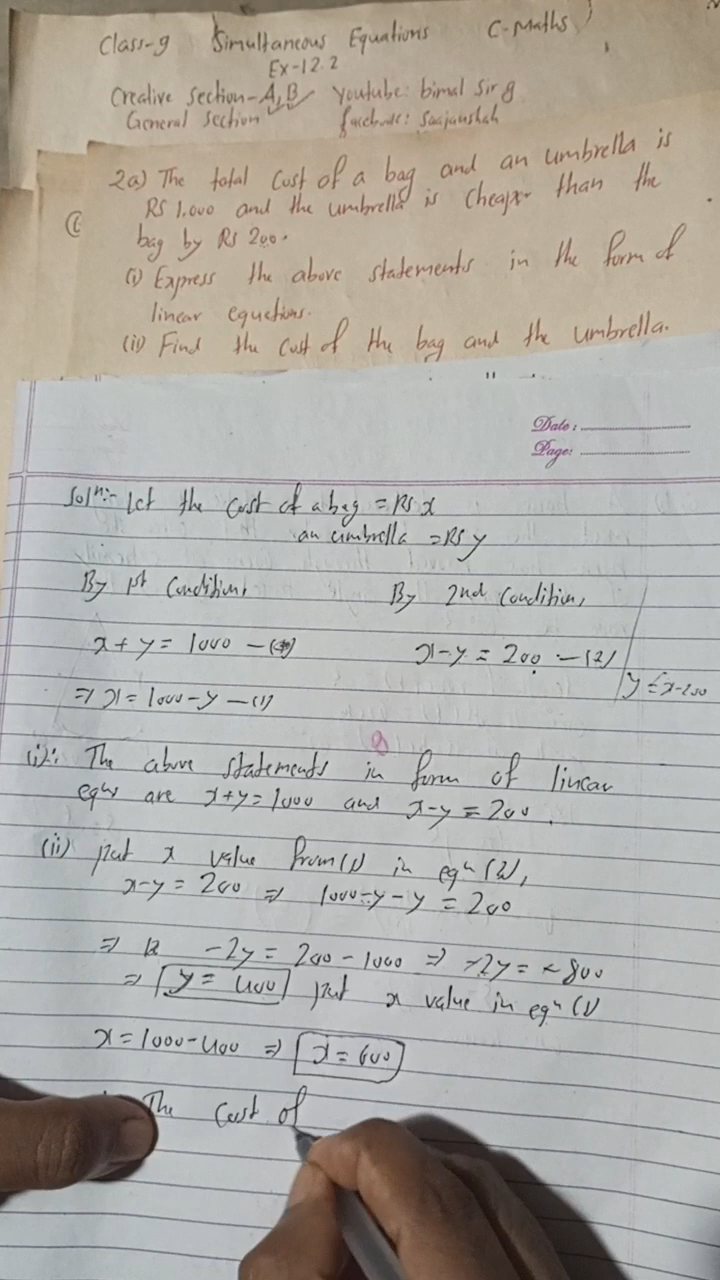 Class-9 Simultaneous Equations C-Maths
Ex-12.2
Creative Section-A, B Youtube: bimal Sir g
General Section facebook: Saajanshah
2a) The total cost of a bag and an umbrella is
RS 1,000 and the umbrella is cheaper than the
bag by RS 200.
(i) Express the above statements in the form of
linear equations.
(ii) Find the cost of the bag and the umbrella.
Date:
Page:
Solⁿ:- Let the cost of a bag = RS x
an umbrella = RS y
By 1st Condition, By 2nd Condition,
x + y = 1000 x - y = 200 - (2)
⇒ x = 1000 - y - (1) y = x - 200
(i) ∴ The above statements in form of linear
eqns are x+y = 1000 and x-y = 200.
(ii) put x value from (1) in eqⁿ (2),
x-y = 200 ⇒ 1000-y-y = 200
⇒ -2y = 200 - 1000 ⇒ -2y = -800
⇒ y = 400 put x value in eqⁿ (1)
x = 1000-400 ⇒ x = 600
The cost of